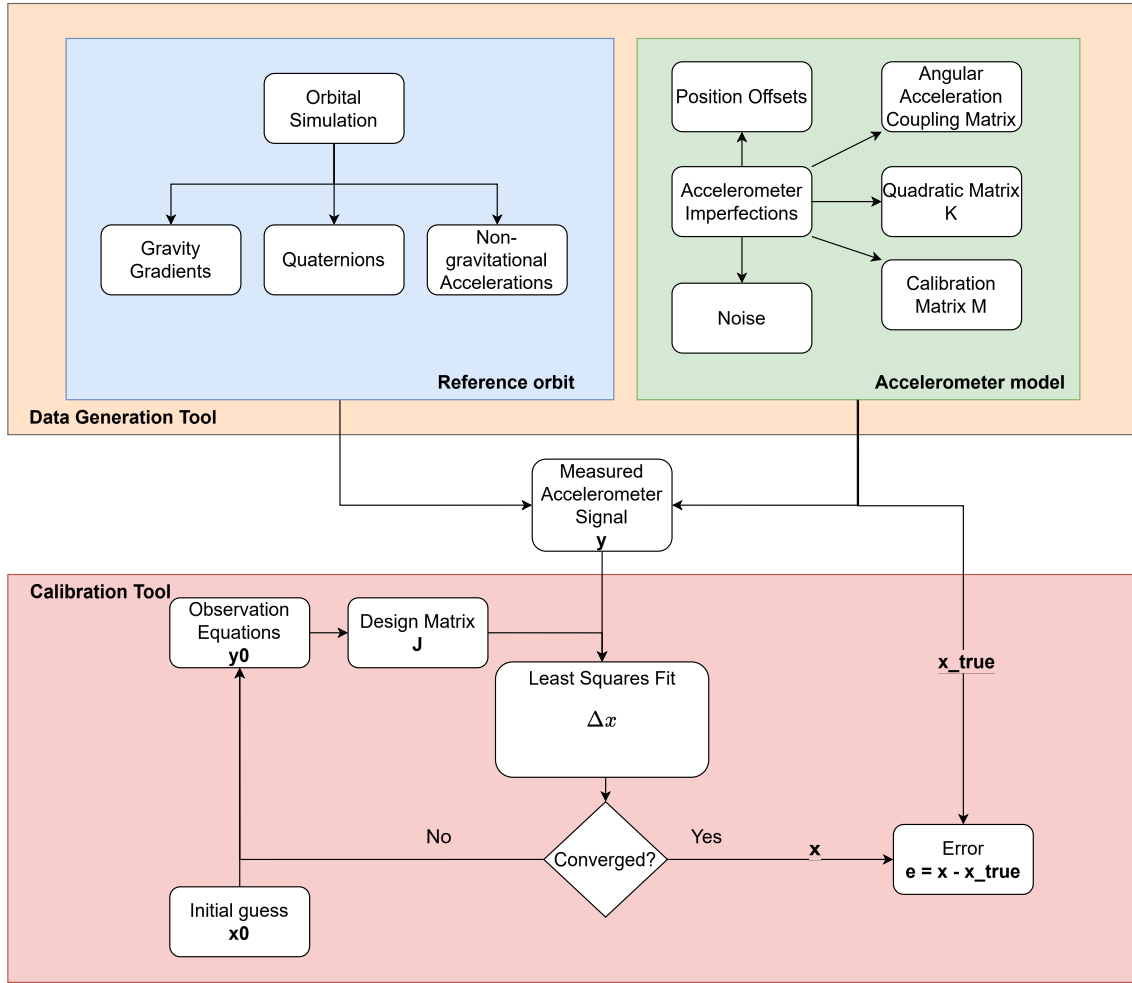 Orbital
Simulation
Gravity
Gradients
Quaternions
Non-
gravitational
Accelerations
Reference orbit
Position Offsets
Angular
Acceleration
Coupling Matrix
Accelerometer
Imperfections
Quadratic Matrix
K
Calibration
Matrix M
Noise
Accelerometer model
Data Generation Tool
Measured
Accelerometer
Signal
y
Calibration Tool
Observation
Equations
y0
Design Matrix
J
Least Squares Fit
Δx
x_true
Converged?
No
Yes
x
Error
e = x - x_true
Initial guess
x0